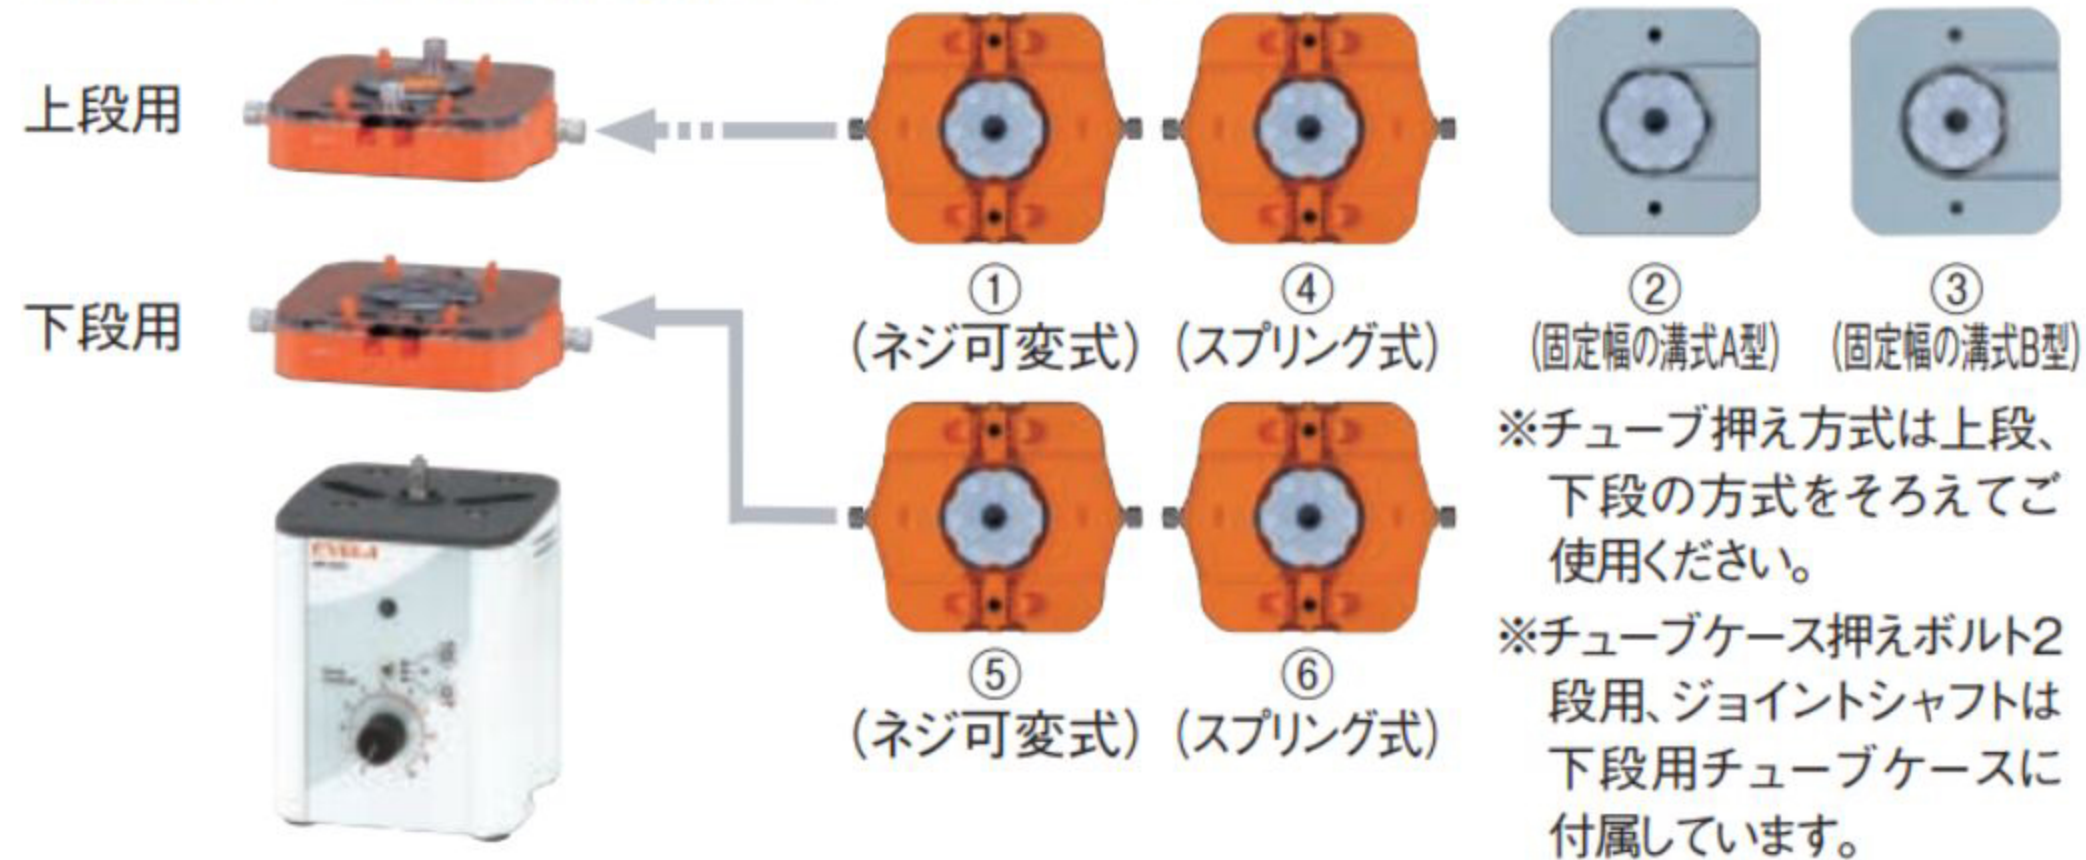 上段用
下段用
①
(ネジ可変式)
④
(スプリング式)
②
(固定幅の溝式A型)
③
(固定幅の溝式B型)
⑤
(ネジ可変式)
⑥
(スプリング式)
※チューブ押え方式は上段、
下段の方式をそろえてご
使用ください。
※チューブケース押えボルト2
段用、ジョイントシャフトは
下段用チューブケースに
付属しています。
EYELA